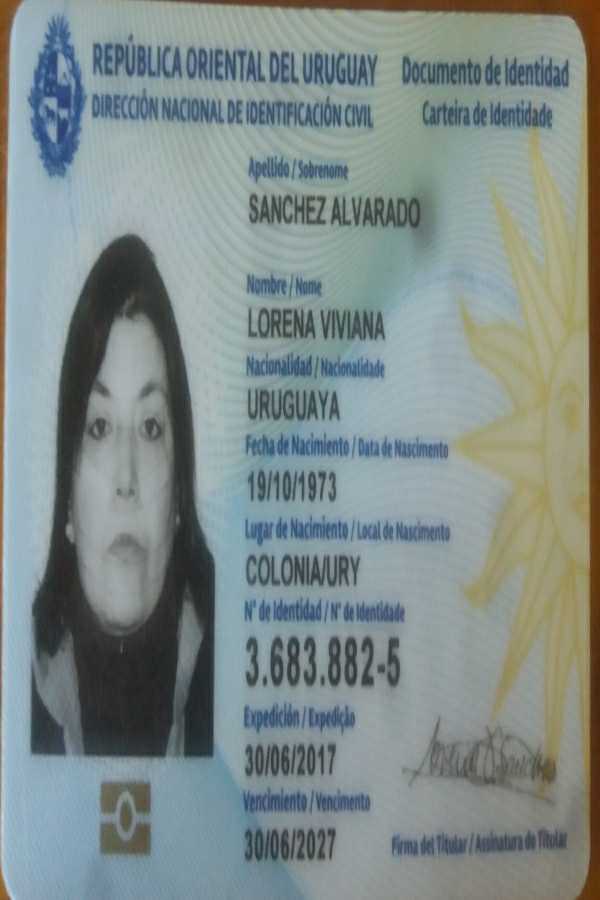 REPÚBLICA ORIENTAL DEL URUGUAY
DIRECCIÓN NACIONAL DE IDENTIFICACIÓN CIVIL
Documento de Identidad
Carteira de Identidade
Apellido / Sobrenome
SANCHEZ ALVARADO
Nombre / Nome
LORENA VIVIANA
Nacionalidad / Nacionalidade
URUGUAYA
Fecha de Nacimiento / Data de Nascimento
19/10/1973
Lugar de Nacimiento / Local de Nascimento
COLONIA/URY
N° de Identidad / N° de Identidade
3.683.882-5
Expedición / Expedição
30/06/2017
Vencimiento / Vencimento
30/06/2027
Firma del Titular / Assinatura do Titular